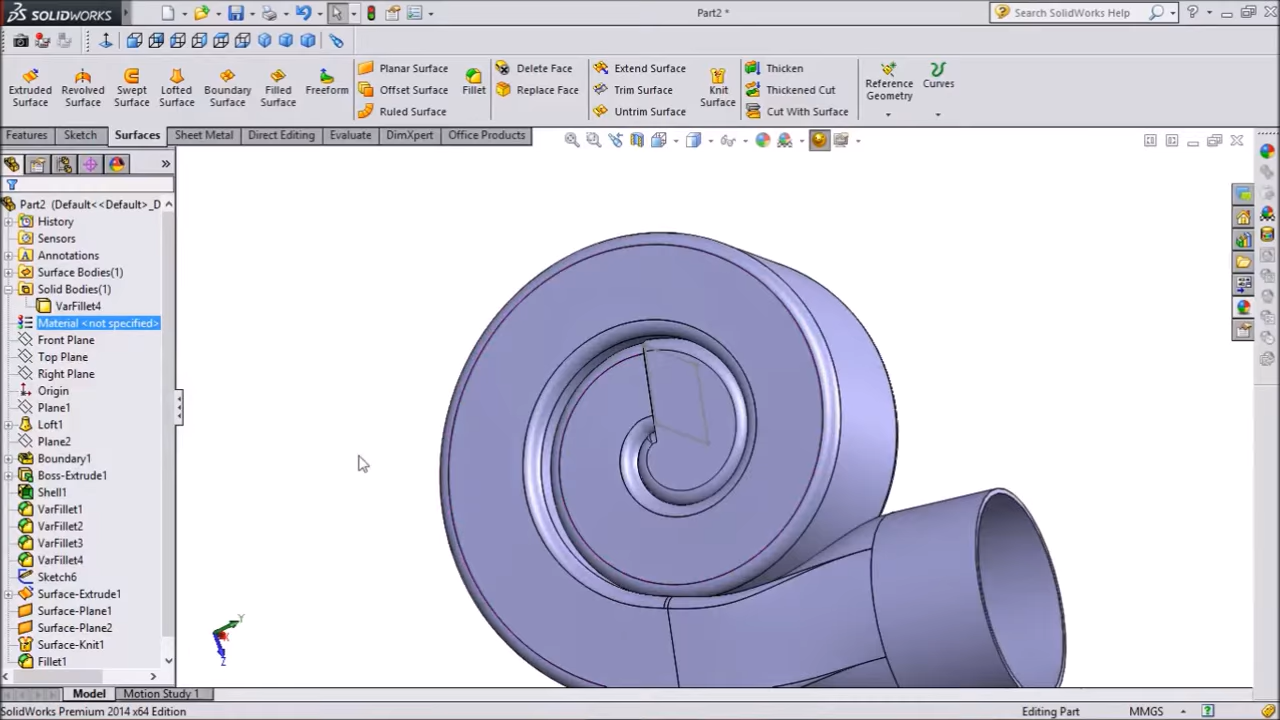 SOLIDWORKS
Part2 *
Search SolidWorks Help
Extruded Surface
Revolved Surface
Swept Surface
Lofted Surface
Boundary Surface
Filled Surface
Freeform
Planar Surface
Offset Surface
Ruled Surface
Fillet
Delete Face
Replace Face
Extend Surface
Trim Surface
Untrim Surface
Knit Surface
Thicken
Thickened Cut
Cut With Surface
Reference Geometry
Curves
Features
Sketch
Surfaces
Sheet Metal
Direct Editing
Evaluate
DimXpert
Office Products
Part2 (Default<<Default>_D
History
Sensors
Annotations
Surface Bodies(1)
Solid Bodies(1)
VarFillet4
Material <not specified>
Front Plane
Top Plane
Right Plane
Origin
Plane1
Loft1
Plane2
Boundary1
Boss-Extrude1
Shell1
VarFillet1
VarFillet2
VarFillet3
VarFillet4
Sketch6
Surface-Extrude1
Surface-Plane1
Surface-Plane2
Surface-Knit1
Fillet1
Y
X
Z
Model
Motion Study 1
SolidWorks Premium 2014 x64 Edition
Editing Part
MMGS